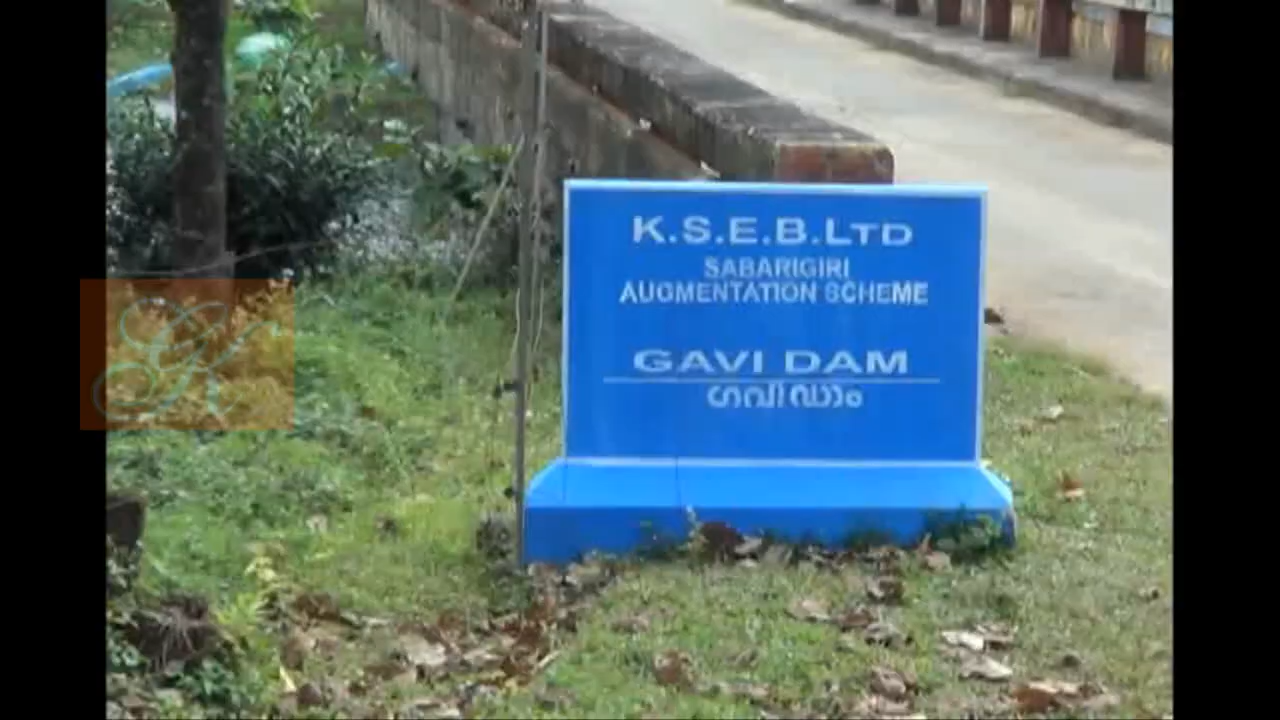 K.S.E.B.LTD
SABARIGIRI
AUGMENTATION SCHEME
GAVI DAM
ഗവി ഡാം